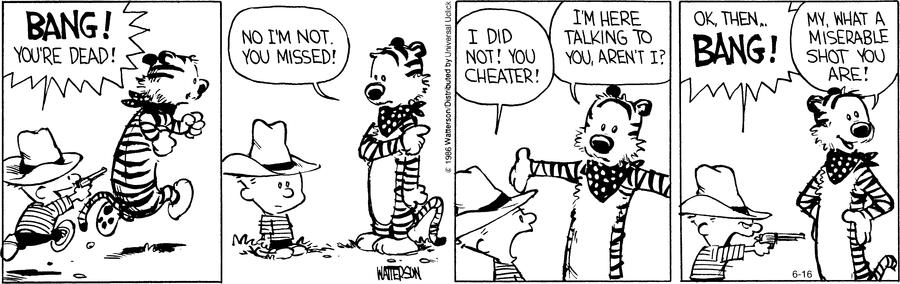 BANG!
YOU'RE DEAD!
NO I'M NOT.
YOU MISSED!
WATTERSON
© 1986 Watterson/Distributed by Universal Uclick
I DID
NOT! YOU
CHEATER!
I'M HERE
TALKING TO
YOU, AREN'T I?
OK, THEN...
BANG!
MY, WHAT A
MISERABLE
SHOT YOU
ARE!
6-16